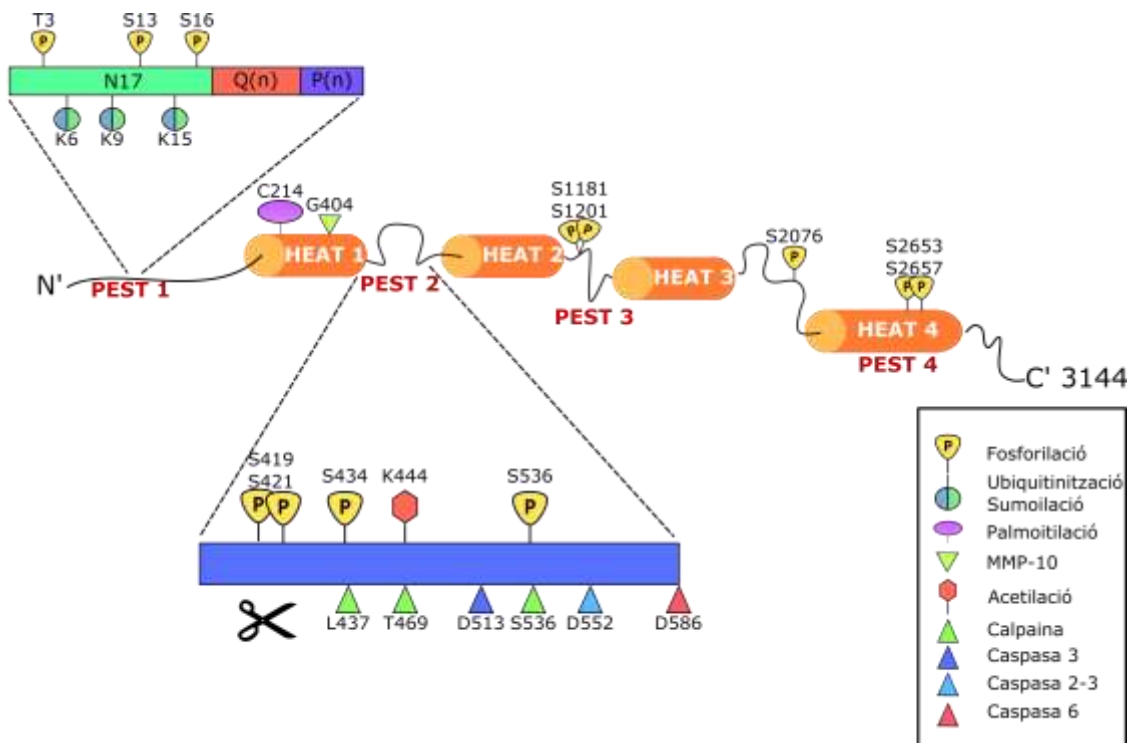 T3 S13 S16
P P P
N17 Q(n) P(n)
K6 K9 K15
C214
G404
HEAT 1
HEAT 2
S1181
S1201
P P
HEAT 3
S2076
P
S2653
S2657
P P
HEAT 4
N'
PEST 1
PEST 2
PEST 3
PEST 4
C' 3144
S419
S421
S434
K444
S536
P P P P
L437 T469 D513 S536 D552 D586
P Fosforilació
Ubiquitinització
Sumoilació
Palmoitilació
MMP-10
Acetilació
Calpaina
Caspasa 3
Caspasa 2-3
Caspasa 6